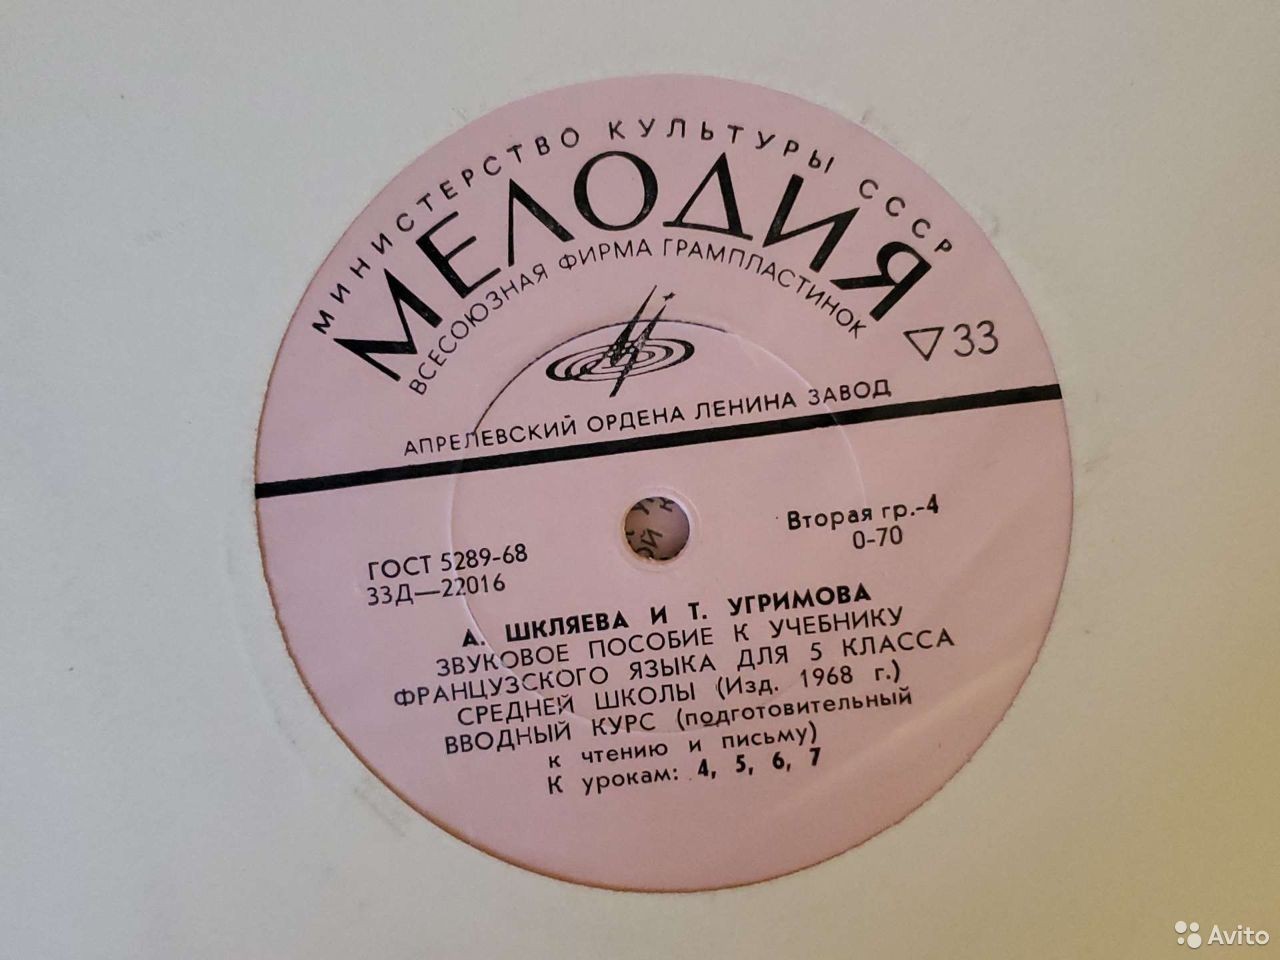 МИНИСТЕРСТВО КУЛЬТУРЫ СССР
МЕЛОДИЯ
ВСЕСОЮЗНАЯ ФИРМА ГРАМПЛАСТИНОК
33
АПРЕЛЕВСКИЙ ОРДЕНА ЛЕНИНА ЗАВОД
Вторая гр.-4
0-70
ГОСТ 5289-68
33Д—22016
А. ШКЛЯЕВА И Т. УГРИМОВА
ЗВУКОВОЕ ПОСОБИЕ К УЧЕБНИКУ
ФРАНЦУЗСКОГО ЯЗЫКА ДЛЯ 5 КЛАССА
СРЕДНЕЙ ШКОЛЫ (Изд. 1968 г.)
ВВОДНЫЙ КУРС (подготовительный
к чтению и письму)
К урокам: 4, 5, 6, 7
Avito